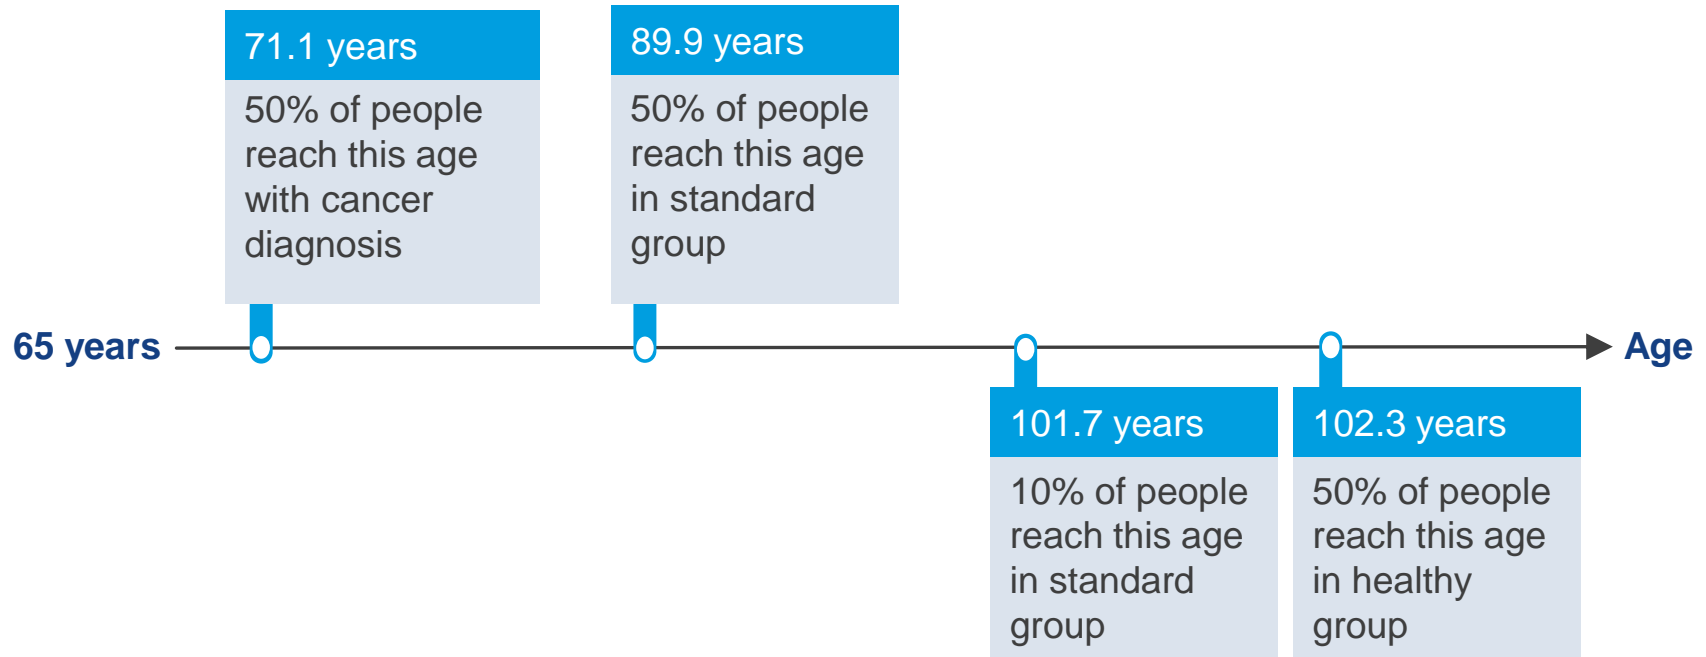 71.1 years
50% of people
reach this age
with cancer
diagnosis
89.9 years
50% of people
reach this age
in standard
group
65 years
Age
101.7 years
10% of people
reach this age
in standard
group
102.3 years
50% of people
reach this age
in healthy
group